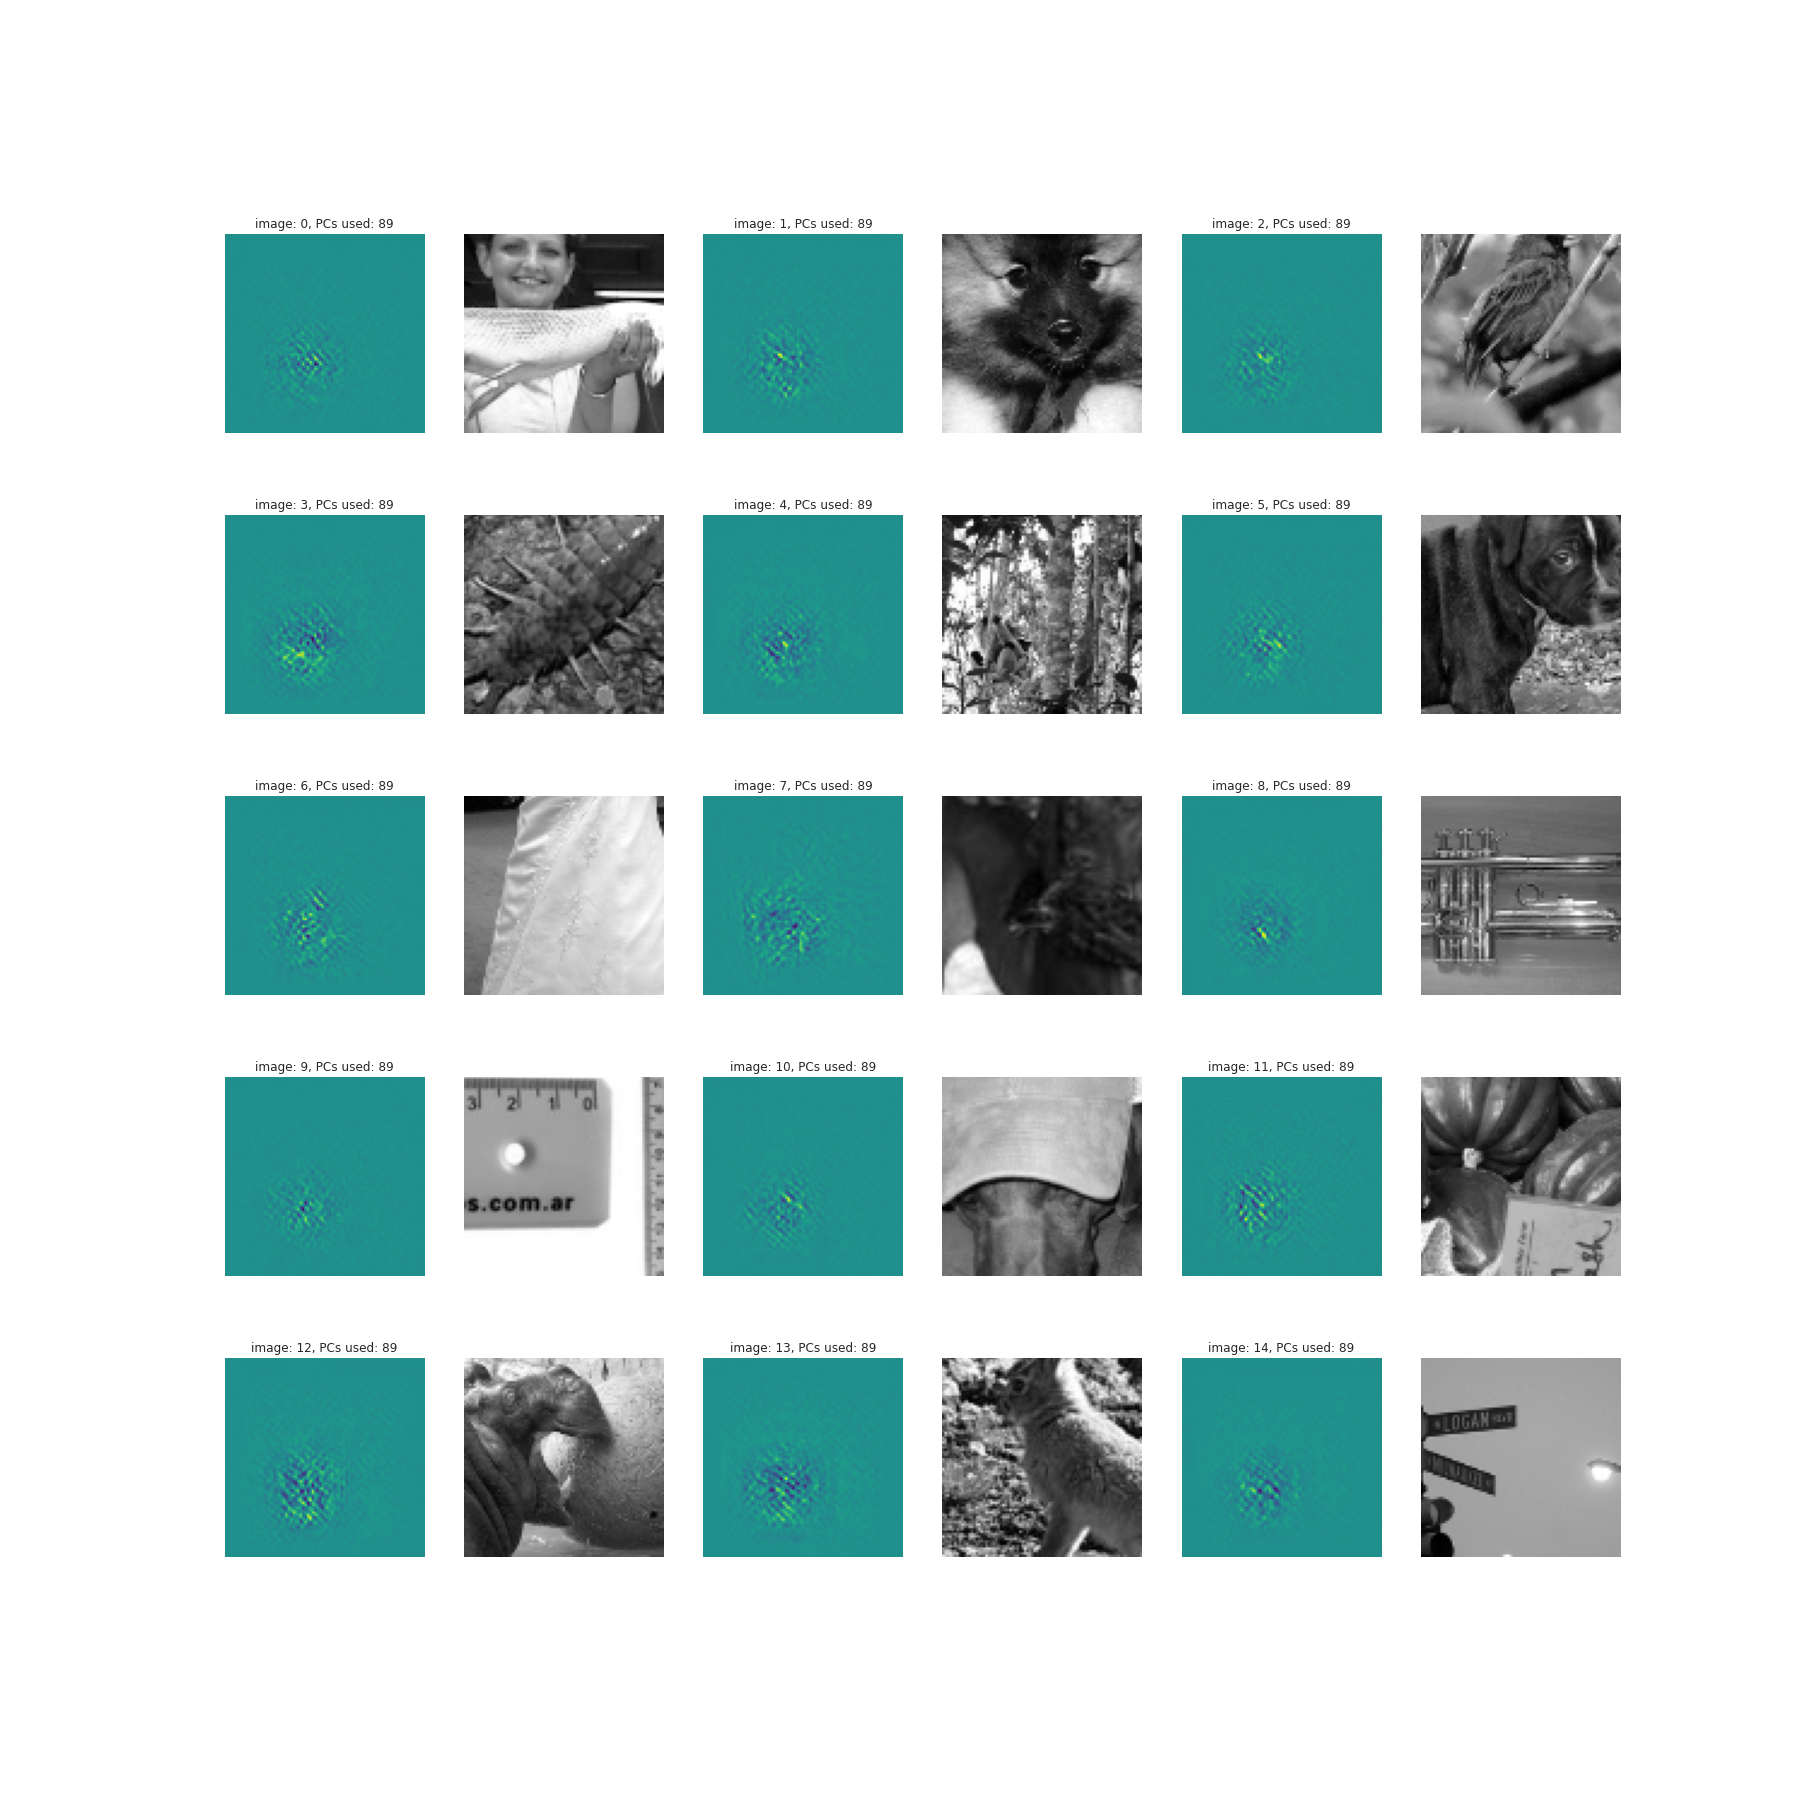 image: 0, PCs used: 89
image: 1, PCs used: 89
image: 2, PCs used: 89
image: 3, PCs used: 89
image: 4, PCs used: 89
image: 5, PCs used: 89
image: 6, PCs used: 89
image: 7, PCs used: 89
image: 8, PCs used: 89
image: 9, PCs used: 89
image: 10, PCs used: 89
image: 11, PCs used: 89
3 2 1 0
s.com.ar
ash
image: 12, PCs used: 89
image: 13, PCs used: 89
image: 14, PCs used: 89
LOGAN BLVD